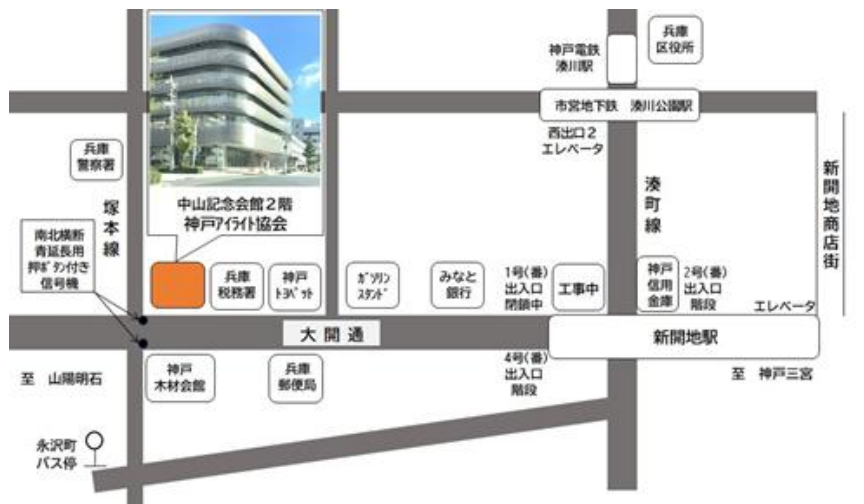 兵庫
区役所
神戸電鉄
湊川駅
市営地下鉄　湊川公園駅
西出口2
エレベータ
兵庫
警察署
中山記念会館2階
神戸アイライト協会
塚本線
湊町線
新開地商店街
南北横断
青延長用
押ボタン付き
信号機
兵庫
税務署
神戸
トヨペット
ガソリン
スタンド
みなと
銀行
1号(番)
出入口
閉鎖中
工事中
神戸
信用
金庫
2号(番)
出入口
階段
エレベータ
大開通
新開地駅
至　山陽明石
神戸
木材会館
兵庫
郵便局
4号(番)
出入口
階段
至　神戸三宮
永沢町
バス停